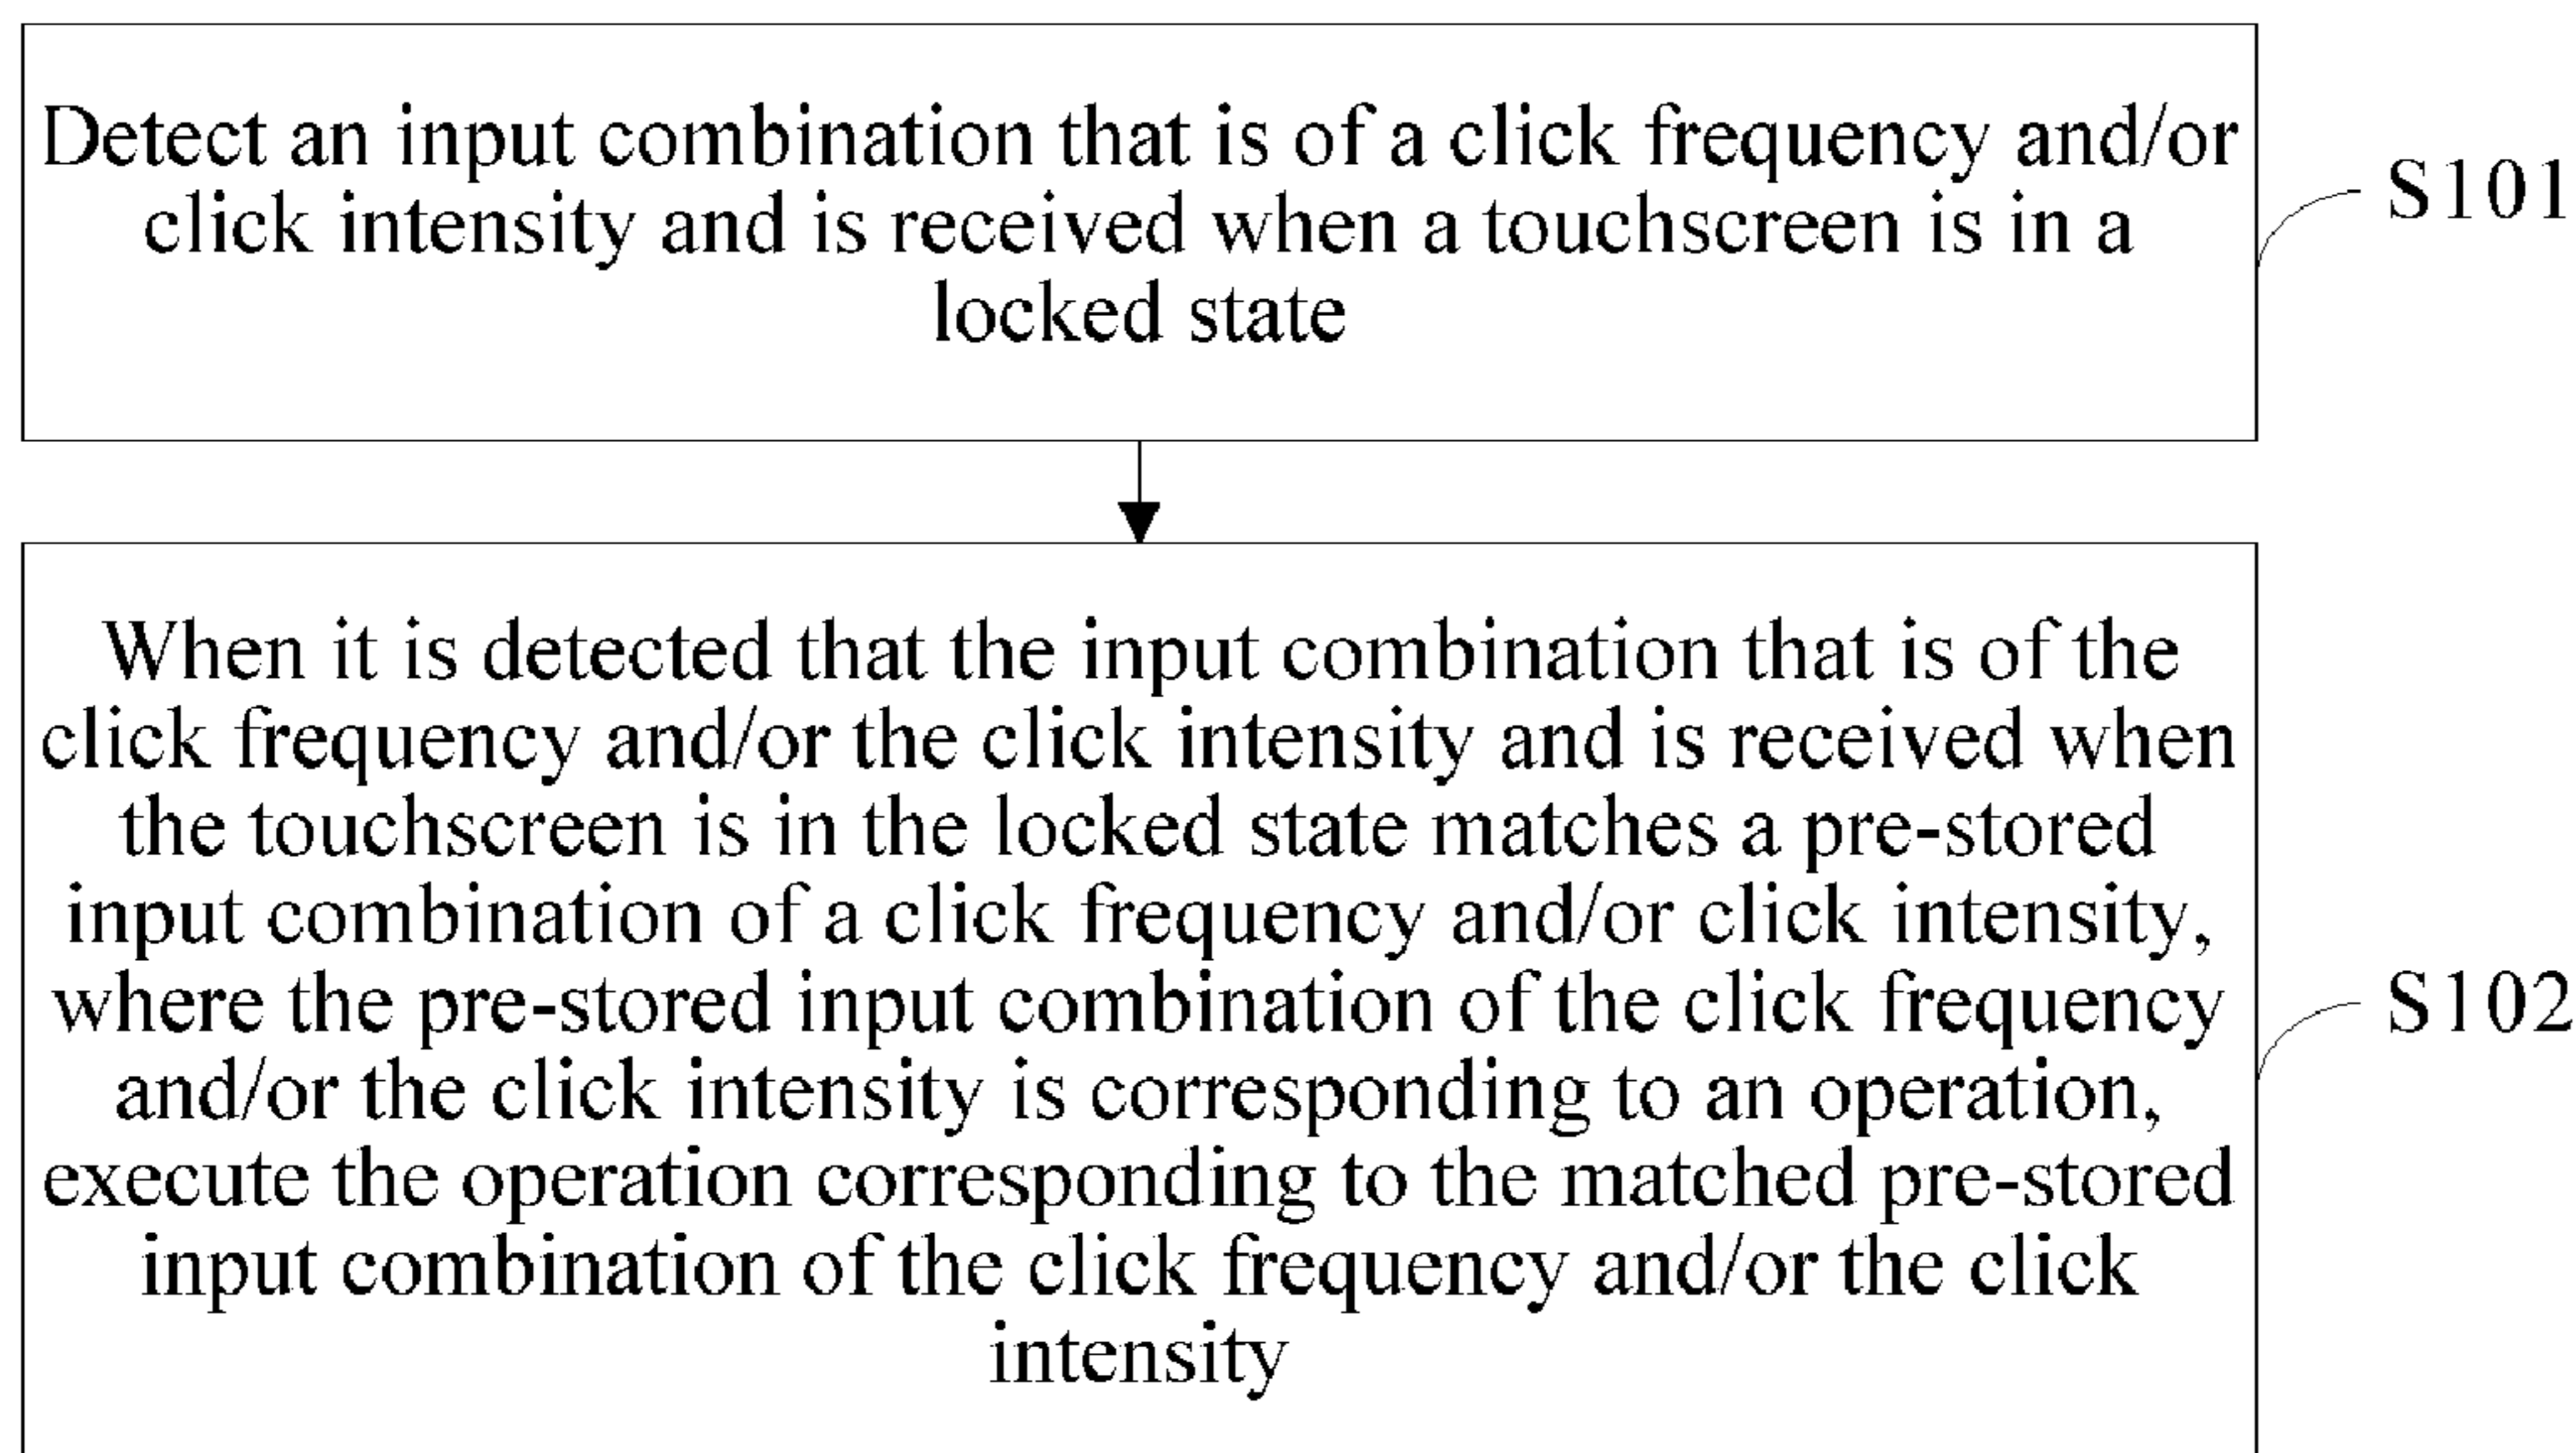 Detect an input combination that is of a click frequency and/or
click intensity and is received when a touchscreen is in a
locked state
S101
When it is detected that the input combination that is of the
click frequency and/or the click intensity and is received when
the touchscreen is in the locked state matches a pre-stored
input combination of a click frequency and/or click intensity,
where the pre-stored input combination of the click frequency
and/or the click intensity is corresponding to an operation,
execute the operation corresponding to the matched pre-stored
input combination of the click frequency and/or the click
intensity
S102